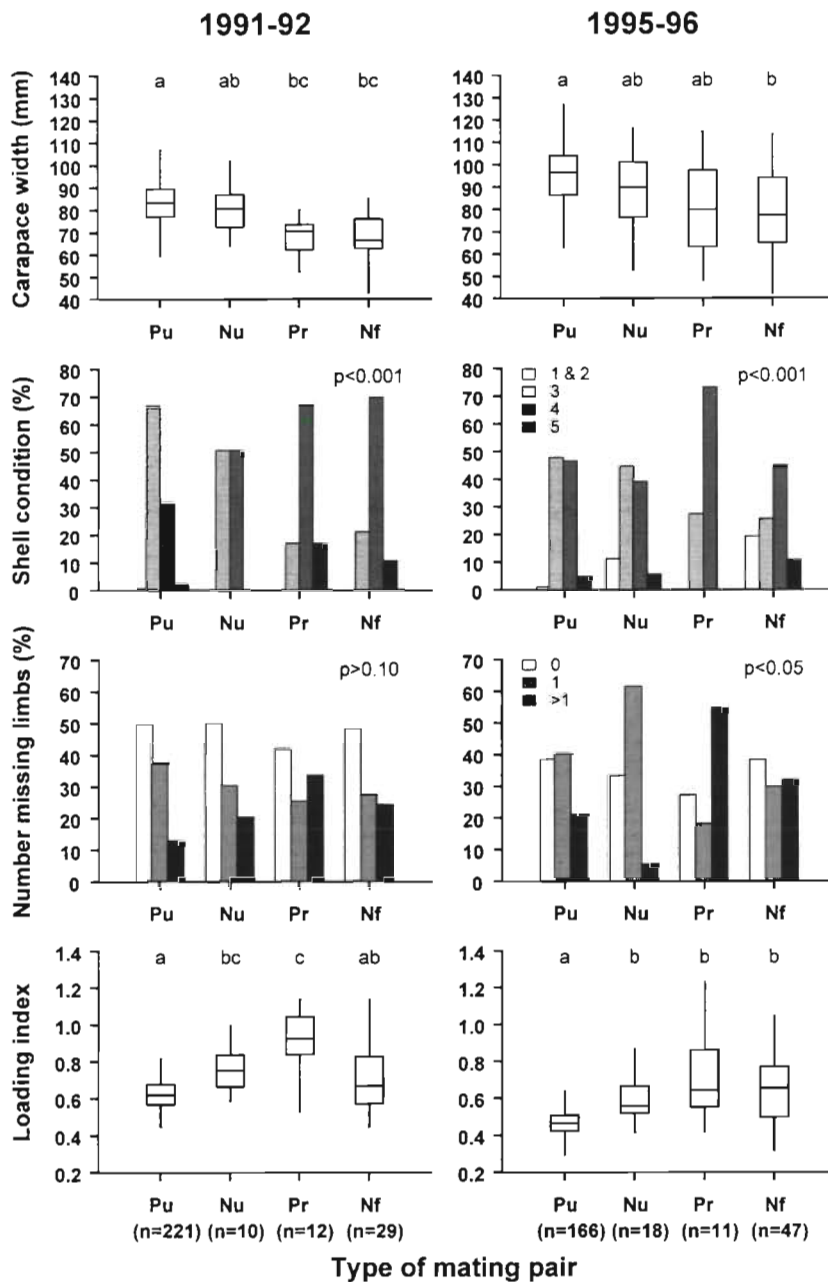 1991-92 1995-96
Carapace width (mm)
140 130 120 110 100 90 80 70 60 50 40
a ab bc bc
Pu Nu Pr Nf
140 130 120 110 100 90 80 70 60 50 40
a ab ab b
Pu Nu Pr Nf
Shell condition (%)
80 70 60 50 40 30 20 10 0
p<0.001
Pu Nu Pr Nf
80 70 60 50 40 30 20 10 0
1 & 2
3
4
5
p<0.001
Pu Nu Pr Nf
Number missing limbs (%)
70 60 50 40 30 20 10 0
p>0.10
Pu Nu Pr Nf
70 60 50 40 30 20 10 0
0
1
>1
p<0.05
Pu Nu Pr Nf
Loading index
1.4 1.2 1.0 0.8 0.6 0.4 0.2
a bc c ab
Pu Nu Pr Nf
(n=221) (n=10) (n=12) (n=29)
1.4 1.2 1.0 0.8 0.6 0.4 0.2
a b b b
Pu Nu Pr Nf
(n=166) (n=18) (n=11) (n=47)
Type of mating pair